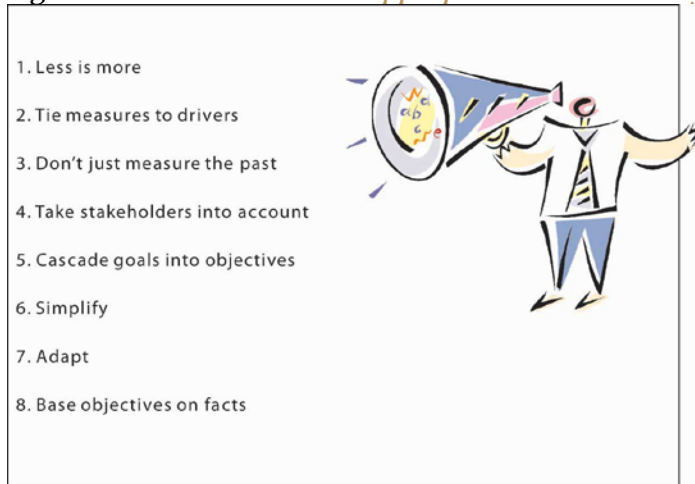 1. Less is more
2. Tie measures to drivers
3. Don't just measure the past
4. Take stakeholders into account
5. Cascade goals into objectives
6. Simplify
7. Adapt
8. Base objectives on facts